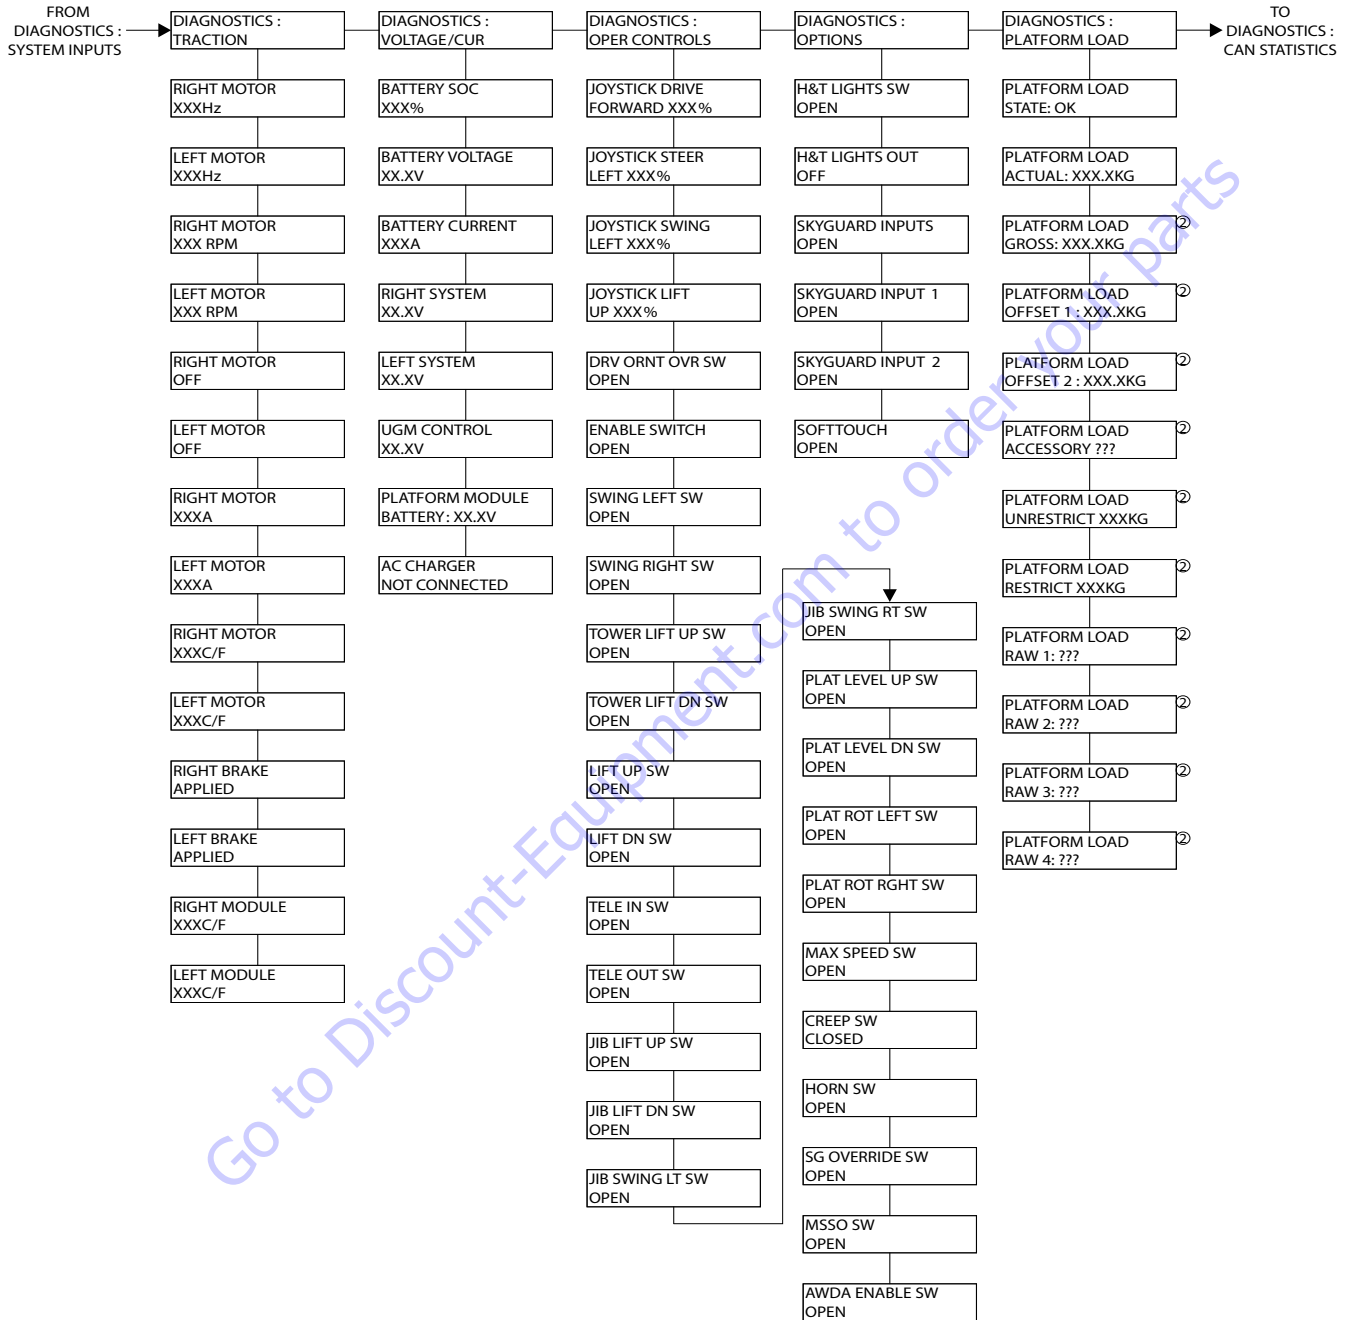 FROM
DIAGNOSTICS :
SYSTEM INPUTS
DIAGNOSTICS :
TRACTION
RIGHT MOTOR
XXXHz
LEFT MOTOR
XXXHz
RIGHT MOTOR
XXX RPM
LEFT MOTOR
XXX RPM
RIGHT MOTOR
OFF
LEFT MOTOR
OFF
RIGHT MOTOR
XXXA
LEFT MOTOR
XXXA
RIGHT MOTOR
XXXC/F
LEFT MOTOR
XXXC/F
RIGHT BRAKE
APPLIED
LEFT BRAKE
APPLIED
RIGHT MODULE
XXXC/F
LEFT MODULE
XXXC/F
DIAGNOSTICS :
VOLTAGE/CUR
BATTERY SOC
XXX%
BATTERY VOLTAGE
XX.XV
BATTERY CURRENT
XXXA
RIGHT SYSTEM
XX.XV
LEFT SYSTEM
XX.XV
UGM CONTROL
XX.XV
PLATFORM MODULE
BATTERY: XX.XV
AC CHARGER
NOT CONNECTED
DIAGNOSTICS :
OPER CONTROLS
JOYSTICK DRIVE
FORWARD XXX%
JOYSTICK STEER
LEFT XXX%
JOYSTICK SWING
LEFT XXX%
JOYSTICK LIFT
UP XXX%
DRV ORNT OVR SW
OPEN
ENABLE SWITCH
OPEN
SWING LEFT SW
OPEN
SWING RIGHT SW
OPEN
TOWER LIFT UP SW
OPEN
TOWER LIFT DN SW
OPEN
LIFT UP SW
OPEN
LIFT DN SW
OPEN
TELE IN SW
OPEN
TELE OUT SW
OPEN
JIB LIFT UP SW
OPEN
JIB LIFT DN SW
OPEN
JIB SWING LT SW
OPEN
JIB SWING RT SW
OPEN
PLAT LEVEL UP SW
OPEN
PLAT LEVEL DN SW
OPEN
PLAT ROT LEFT SW
OPEN
PLAT ROT RGHT SW
OPEN
MAX SPEED SW
OPEN
CREEP SW
CLOSED
HORN SW
OPEN
SG OVERRIDE SW
OPEN
MSSO SW
OPEN
AWDA ENABLE SW
OPEN
DIAGNOSTICS :
OPTIONS
H&T LIGHTS SW
OPEN
H&T LIGHTS OUT
OFF
SKYGUARD INPUTS
OPEN
SKYGUARD INPUT 1
OPEN
SKYGUARD INPUT 2
OPEN
SOFTTOUCH
OPEN
DIAGNOSTICS :
PLATFORM LOAD
PLATFORM LOAD
STATE: OK
PLATFORM LOAD
ACTUAL: XXX.XKG
PLATFORM LOAD ②
GROSS: XXX.XKG
PLATFORM LOAD ②
OFFSET 1 : XXX.XKG
PLATFORM LOAD ②
OFFSET 2 : XXX.XKG
PLATFORM LOAD ②
ACCESSORY ???
PLATFORM LOAD ②
UNRESTRICT XXXKG
PLATFORM LOAD ②
RESTRICT XXXKG
PLATFORM LOAD ②
RAW 1: ???
PLATFORM LOAD ②
RAW 2: ???
PLATFORM LOAD ②
RAW 3: ???
PLATFORM LOAD ②
RAW 4: ???
TO
DIAGNOSTICS :
CAN STATISTICS
Go to Discount-Equipment.com to order your parts